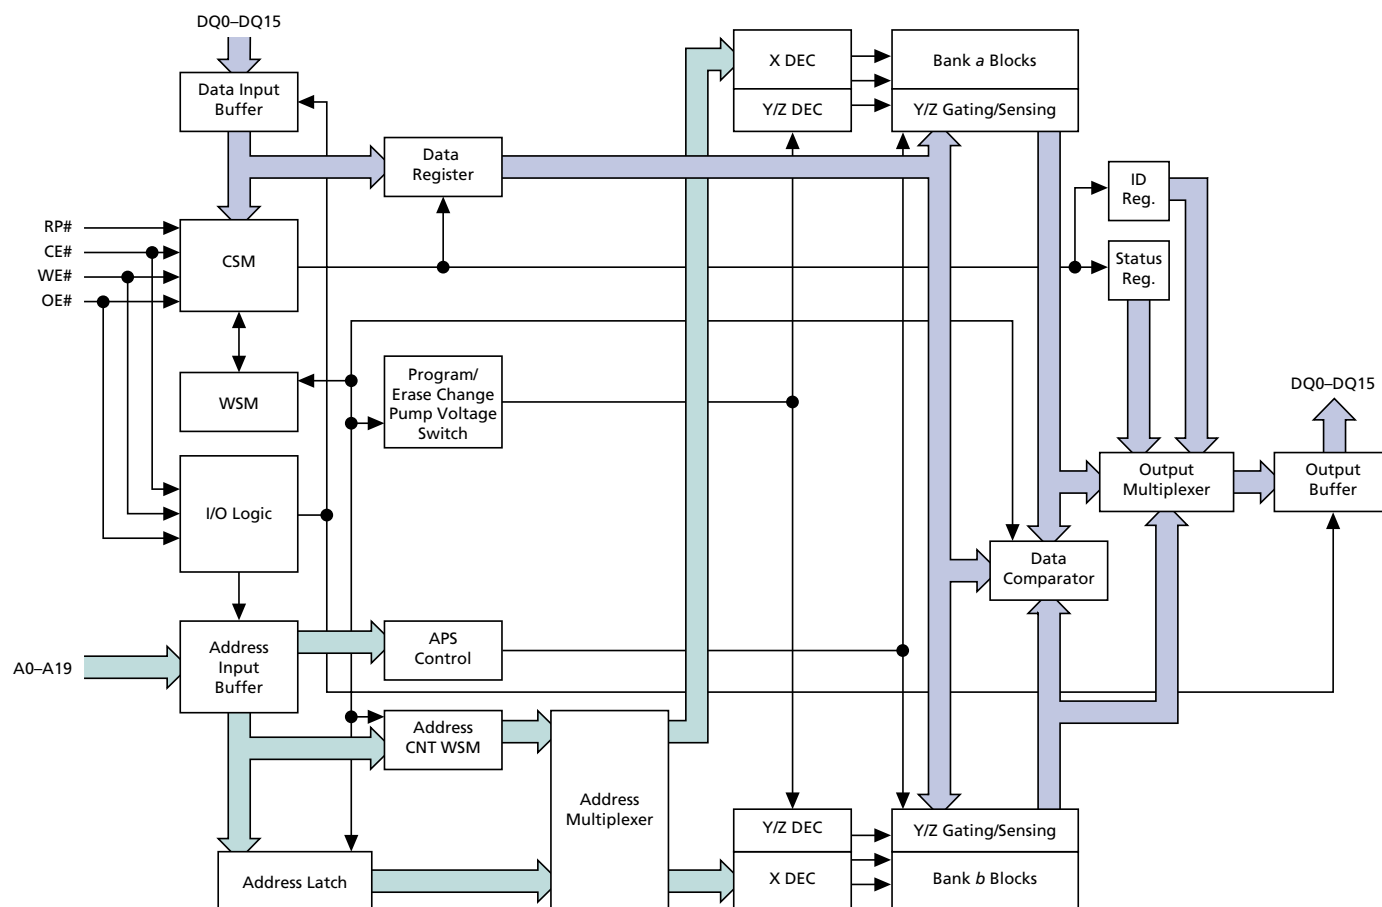 DQ0–DQ15
Data Input
Buffer
X DEC
Bank a Blocks
Y/Z DEC
Y/Z Gating/Sensing
Data
Register
ID
Reg.
RP#
CE#
WE#
OE#
CSM
Status
Reg.
WSM
Program/
Erase Change
Pump Voltage
Switch
DQ0–DQ15
I/O Logic
Output
Multiplexer
Output
Buffer
Data
Comparator
A0–A19
Address
Input
Buffer
APS
Control
Address
CNT WSM
Address
Multiplexer
Y/Z DEC
Y/Z Gating/Sensing
Address Latch
X DEC
Bank b Blocks